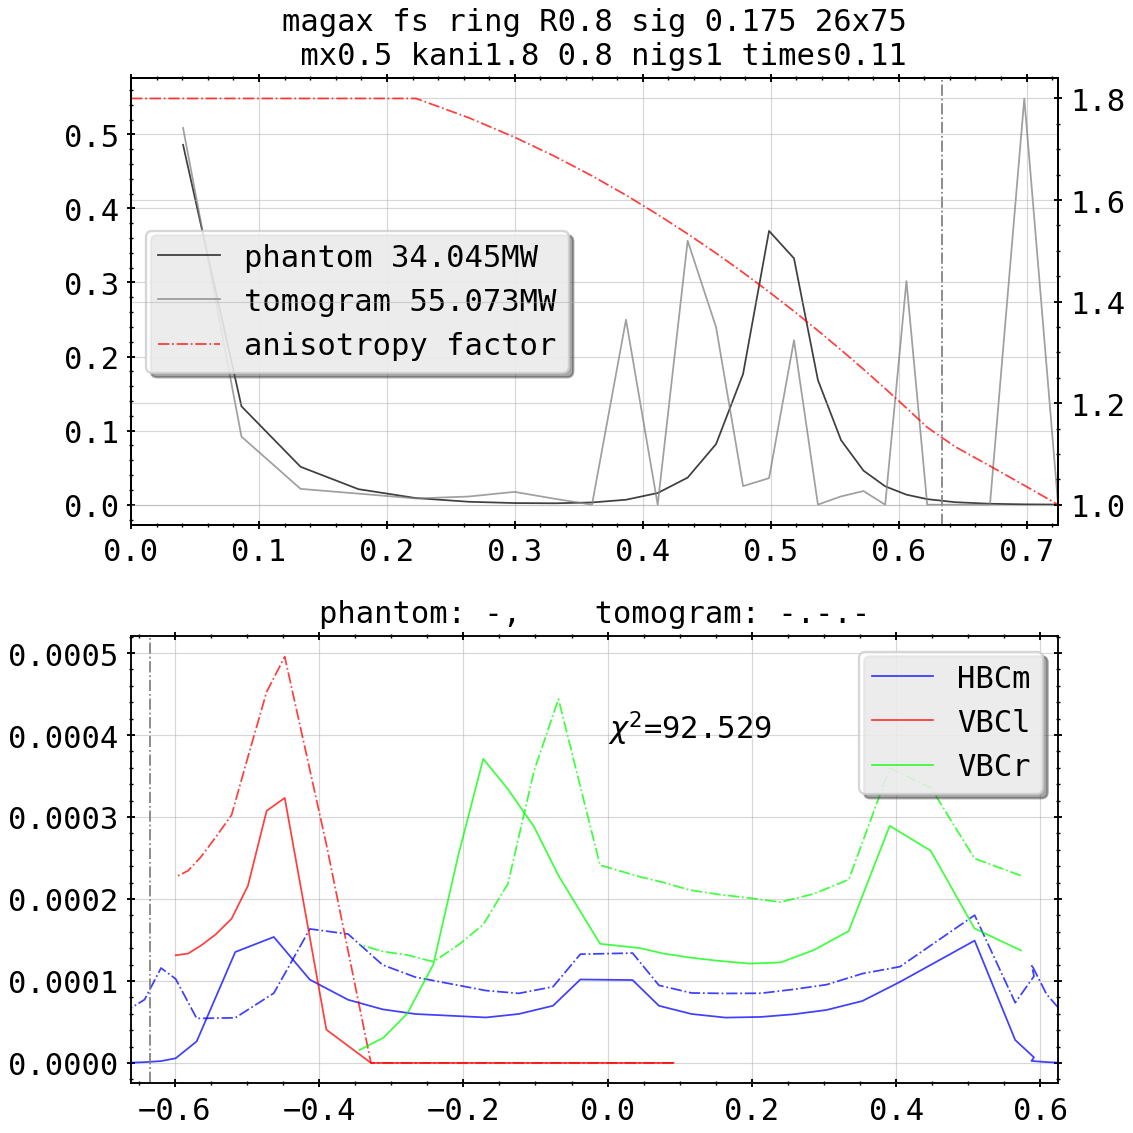 magax fs ring R0.8 sig 0.175 26x75
mx0.5 kani1.8 0.8 nigs1 times0.11
0.5
0.4
0.3
0.2
0.1
0.0
1.8
1.6
1.4
1.2
1.0
phantom 34.045MW
tomogram 55.073MW
anisotropy factor
0.0 0.1 0.2 0.3 0.4 0.5 0.6 0.7
phantom: -,    tomogram: -.-.-
0.0005
0.0004
0.0003
0.0002
0.0001
0.0000
χ²=92.529
HBCm
VBCl
VBCr
−0.6 −0.4 −0.2 0.0 0.2 0.4 0.6